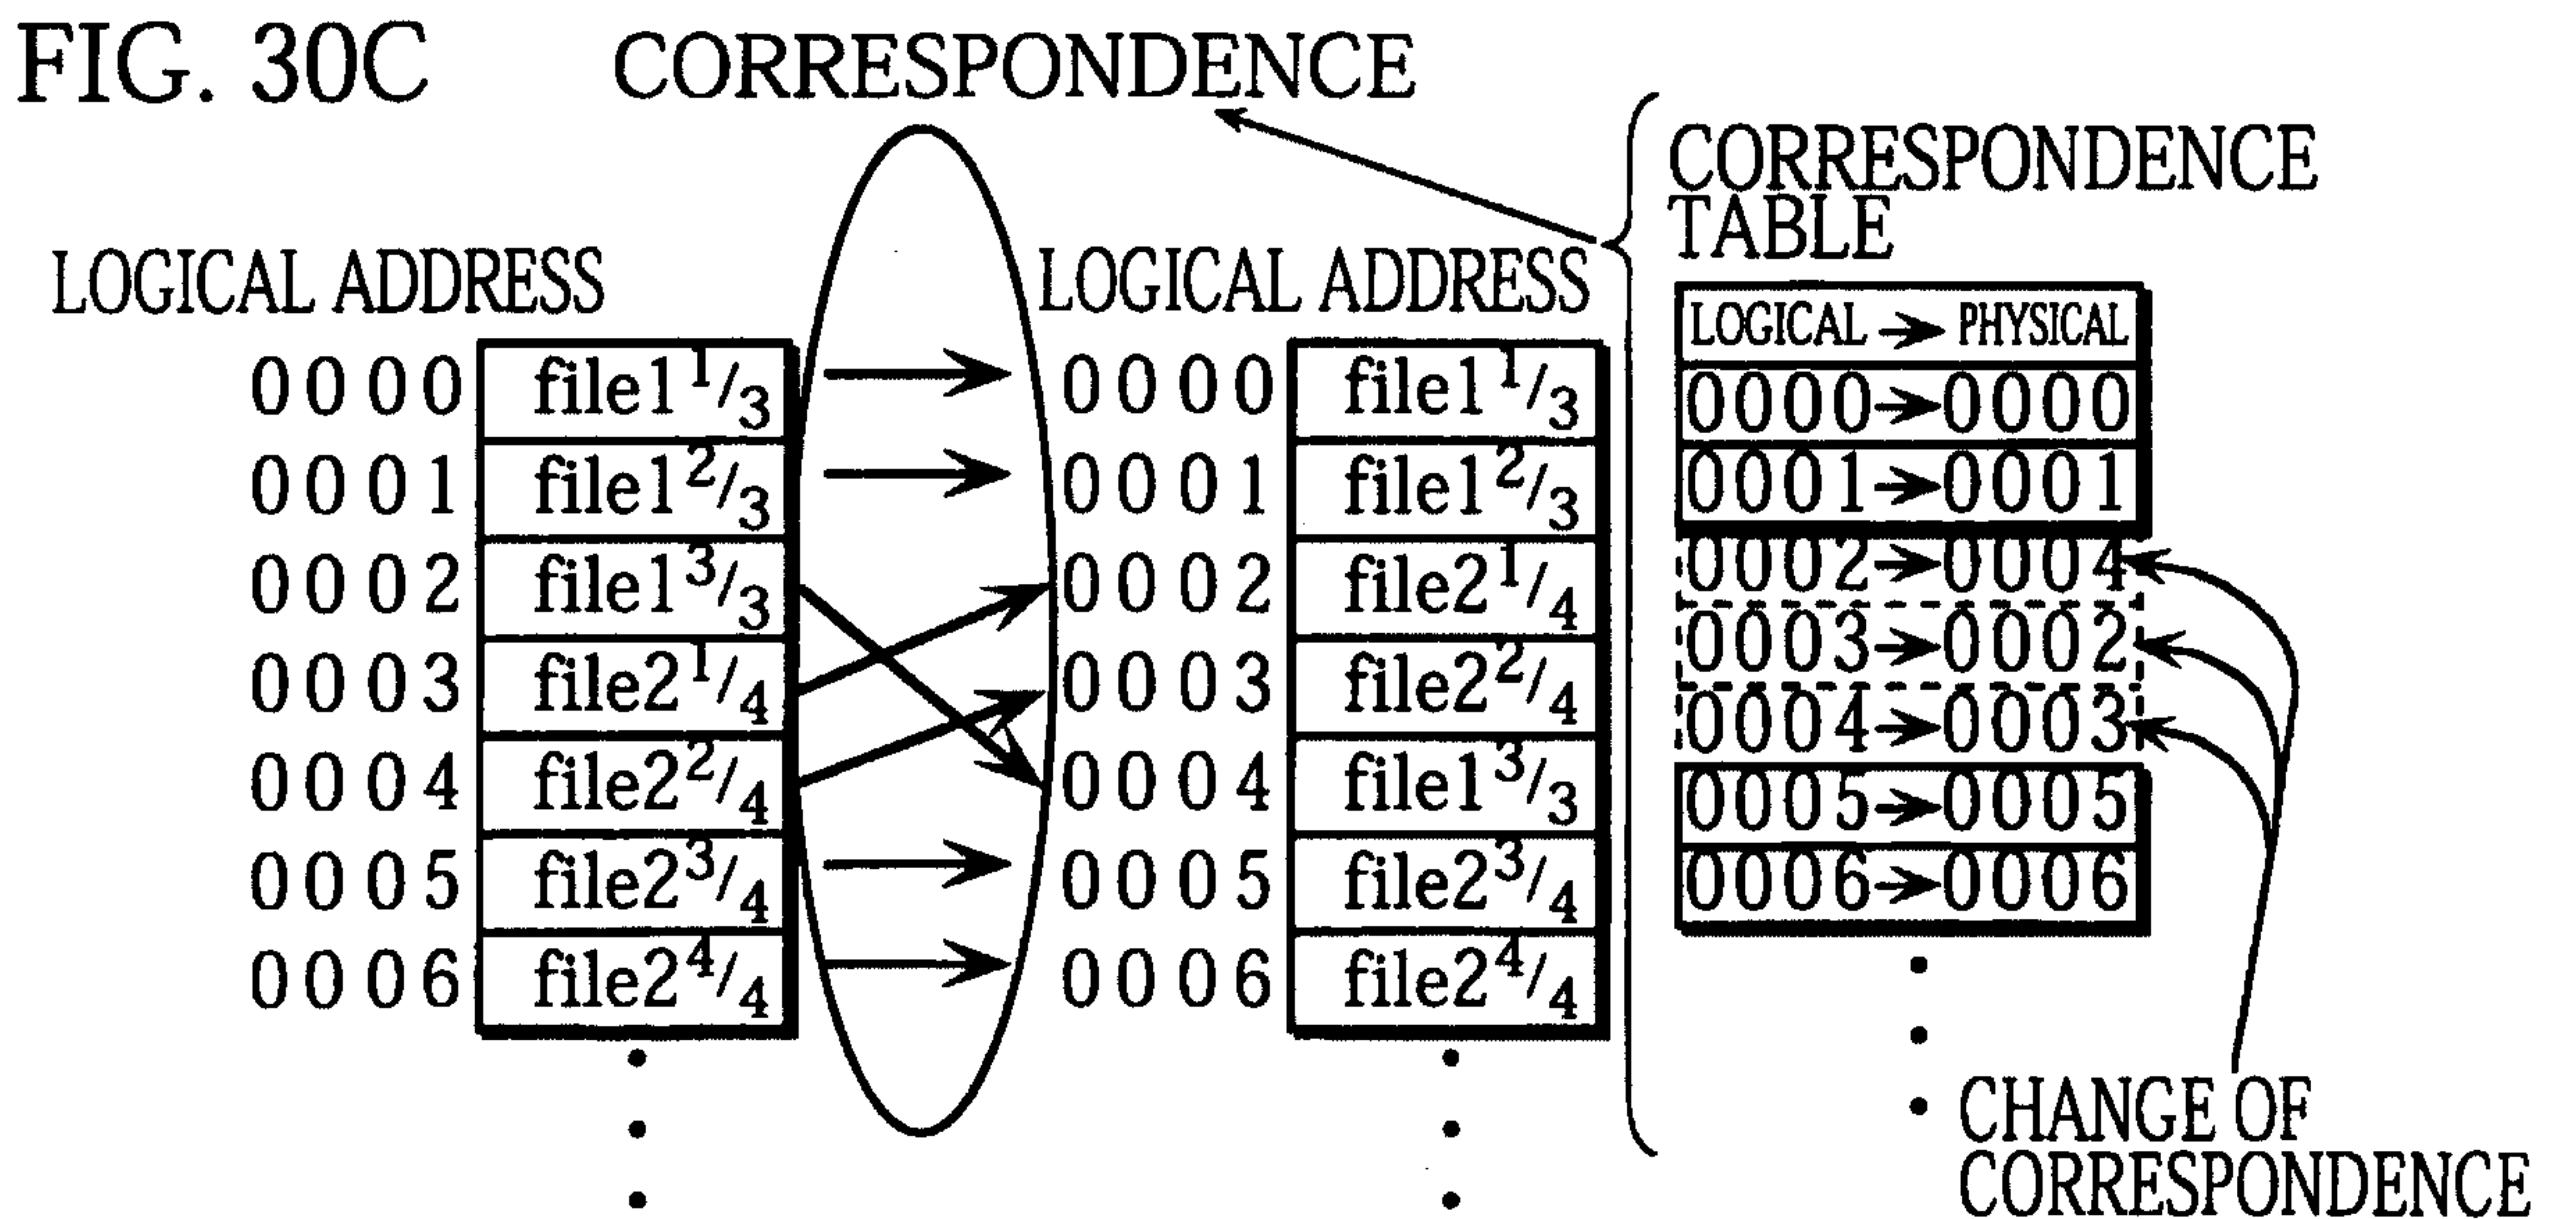 FIG. 30C
CORRESPONDENCE
LOGICAL ADDRESS
0000 file1 1/3
0001 file1 2/3
0002 file1 3/3
0003 file2 1/4
0004 file2 2/4
0005 file2 3/4
0006 file2 4/4
LOGICAL ADDRESS
0000 file1 1/3
0001 file1 2/3
0002 file2 1/4
0003 file2 2/4
0004 file1 3/3
0005 file2 3/4
0006 file2 4/4
CORRESPONDENCE
TABLE
LOGICAL → PHYSICAL
0000→0000
0001→0001
0002→0004
0003→0002
0004→0003
0005→0005
0006→0006
CHANGE OF
CORRESPONDENCE